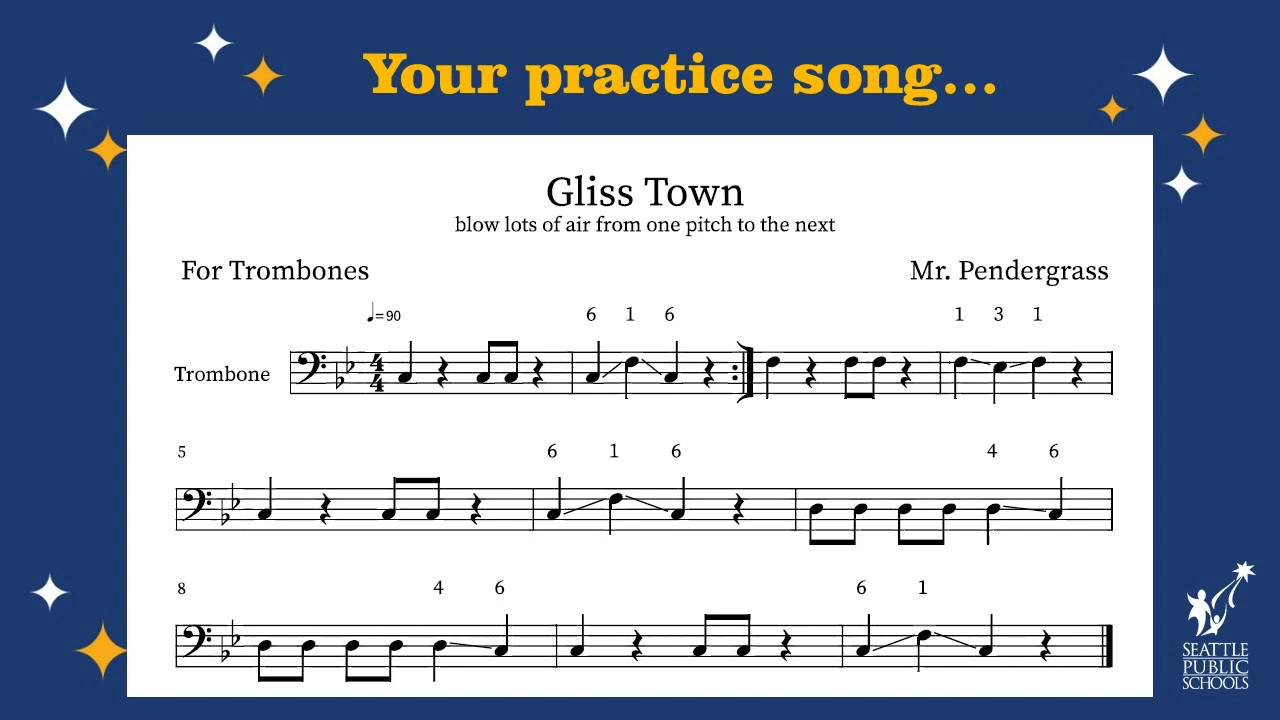 Your practice song...
Gliss Town
blow lots of air from one pitch to the next
For Trombones Mr. Pendergrass
♩=90 6 1 6 1 3 1
Trombone 4 4
5 6 1 6 4 6
8 4 6 6 1
SEATTLE
PUBLIC
SCHOOLS